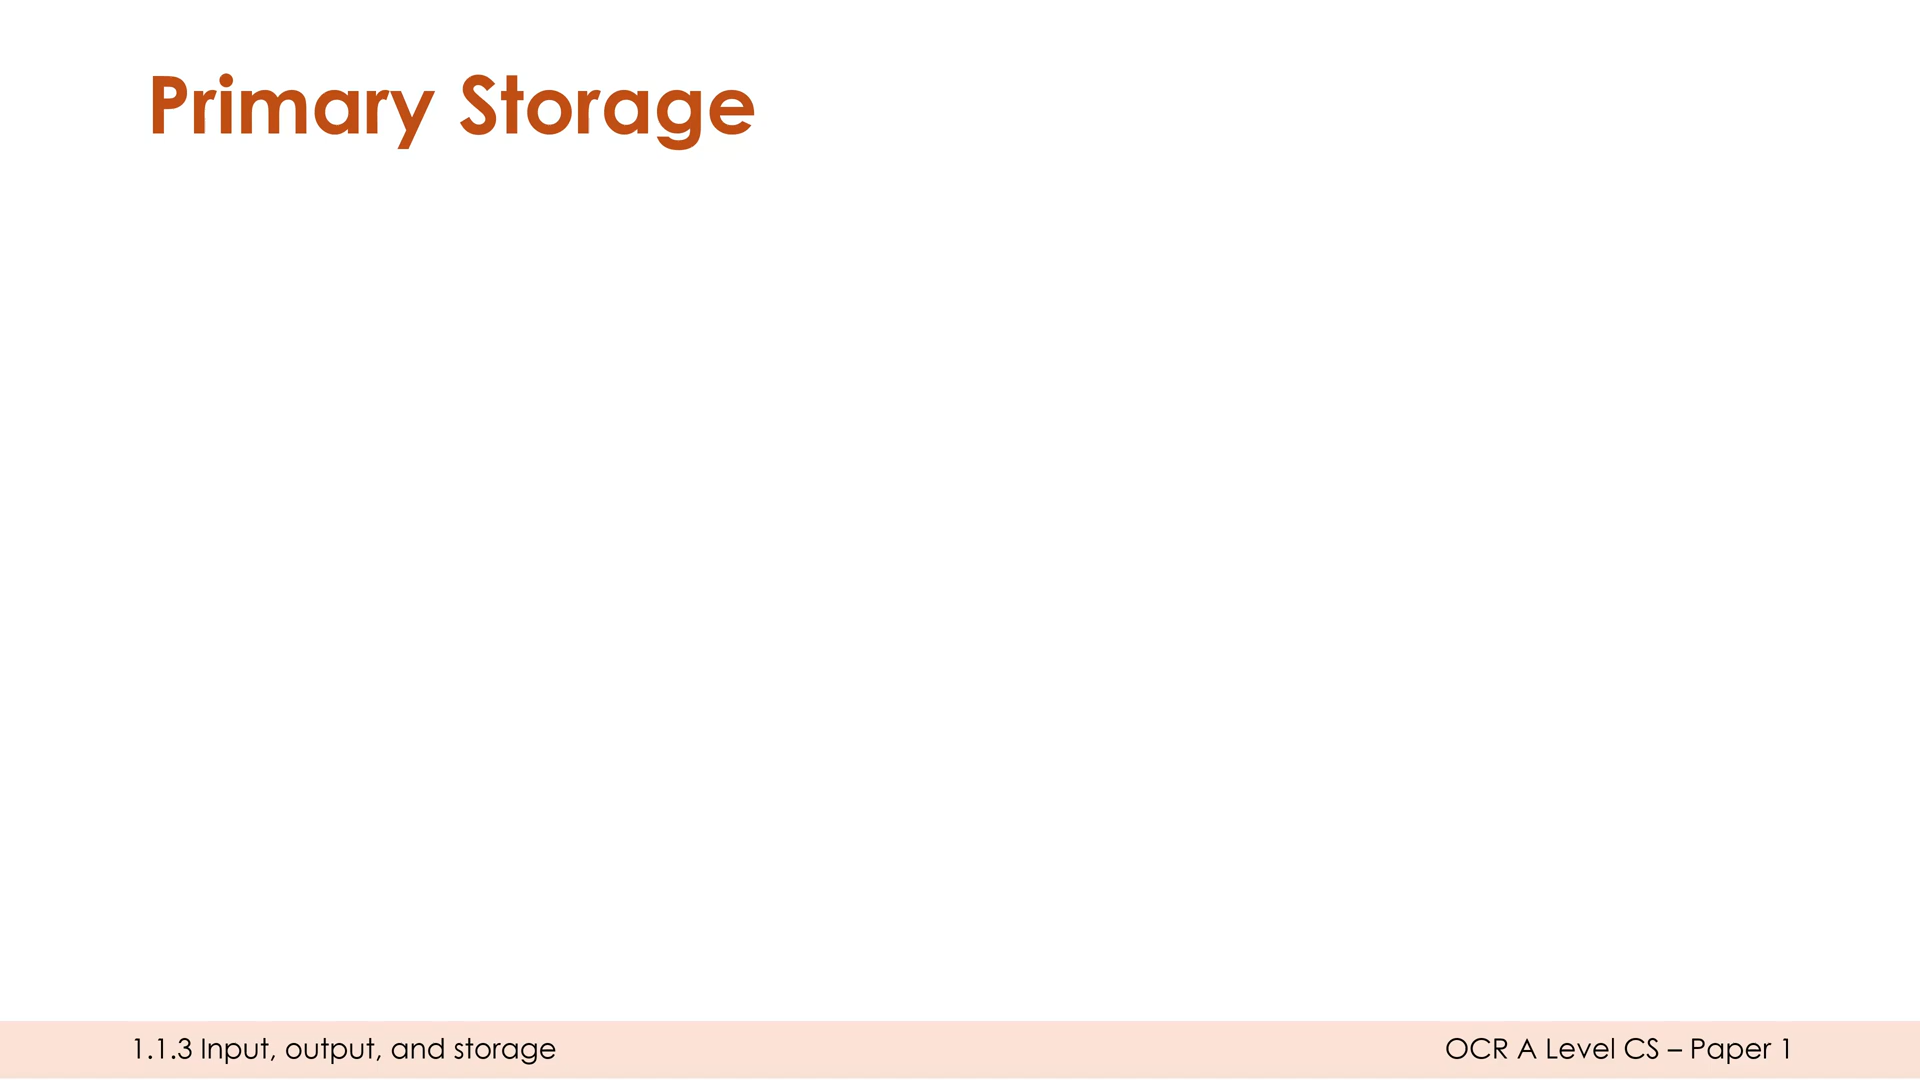 Primary Storage
1.1.3 Input, output, and storage
OCR A Level CS – Paper 1